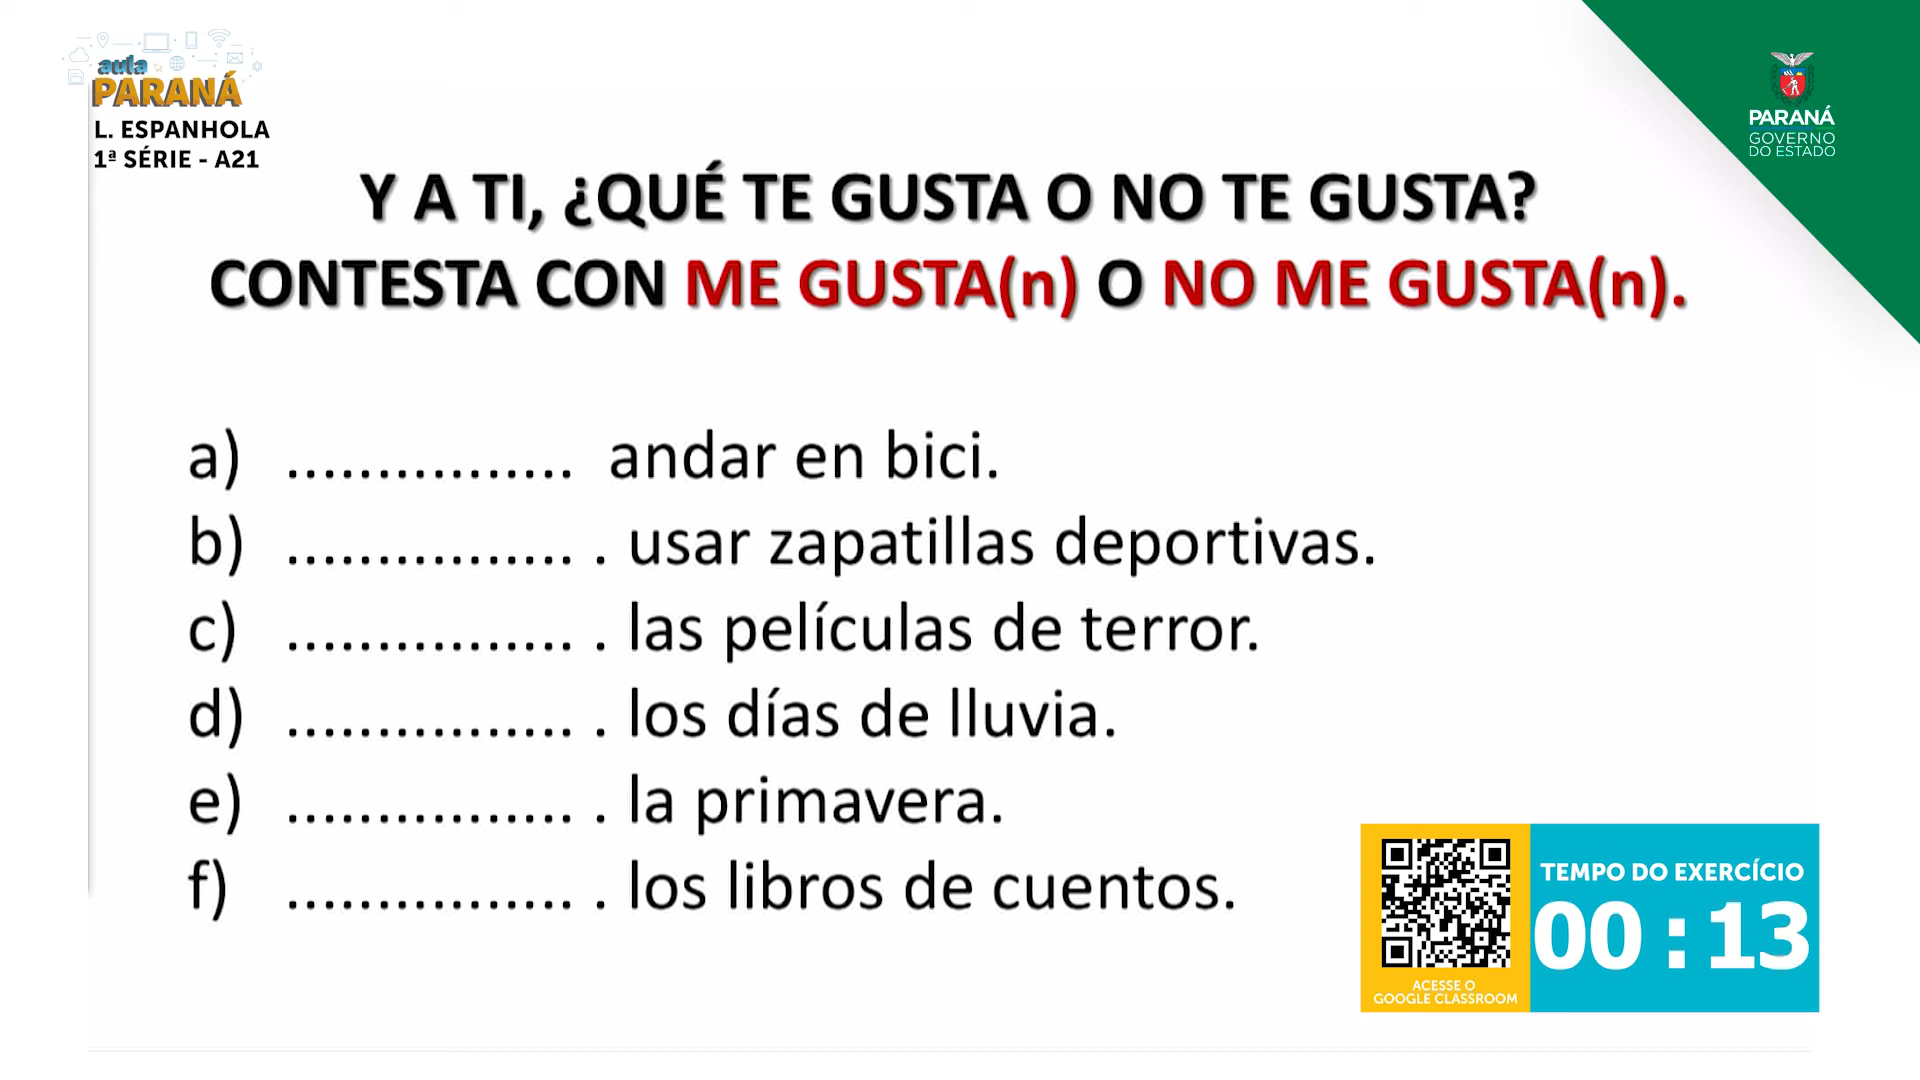 aula
PARANÁ
L. ESPANHOLA
1ª SÉRIE - A21
PARANÁ
GOVERNO
DO ESTADO
Y A TI, ¿QUÉ TE GUSTA O NO TE GUSTA?
CONTESTA CON ME GUSTA(n) O NO ME GUSTA(n).
a) ................ andar en bici.
b) ................ . usar zapatillas deportivas.
c) ................ . las películas de terror.
d) ................ . los días de lluvia.
e) ................ . la primavera.
f) ................ . los libros de cuentos.
ACESSE O
GOOGLE CLASSROOM
TEMPO DO EXERCÍCIO
00 : 13